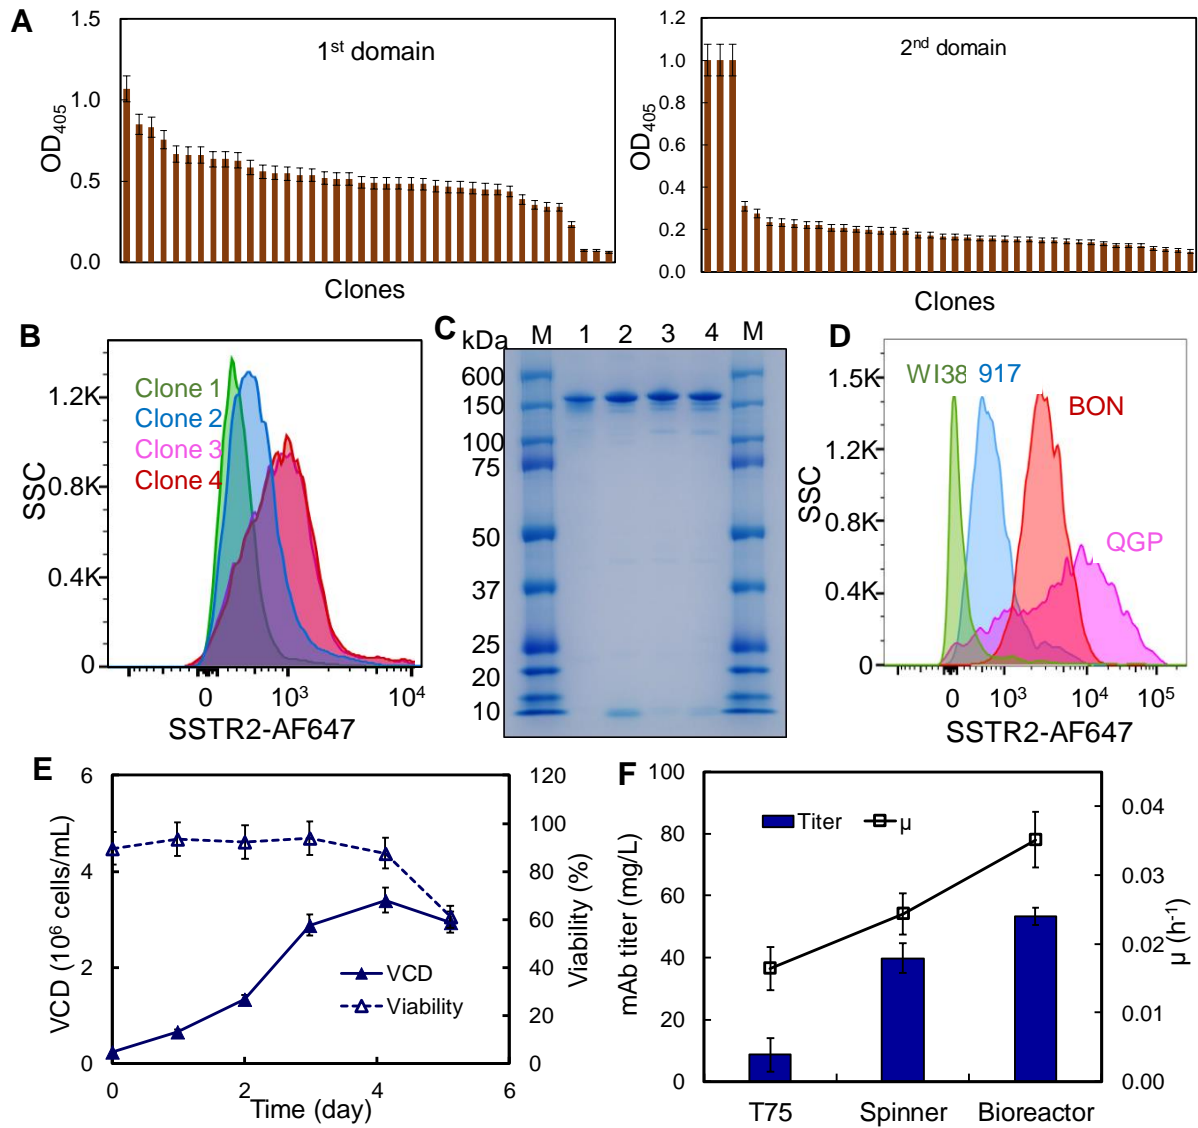 A
1.5
1.0
0.5
0.0
OD405
1st domain
Clones
1.2
1.0
0.8
0.6
0.4
0.2
0.0
OD405
2nd domain
Clones
B
Clone 1
Clone 2
Clone 3
Clone 4
1.2K
0.8K
0.4K
0
SSC
0 10³ 10⁴
SSTR2-AF647
C
kDa M 1 2 3 4 M
600
150
100
75
50
37
25
20
10
D
WI38 917
BON
QGP
1.5K
1.2K
0.8K
0.4K
0
SSC
0 10³ 10⁴ 10⁵
SSTR2-AF647
E
6
4
2
0
VCD (10⁶ cells/mL)
120
100
80
60
40
20
0
Viability (%)
VCD
Viability
0 2 4 6
Time (day)
F
100
80
60
40
20
0
mAb titer (mg/L)
Titer μ
0.04
0.03
0.02
0.01
0.00
μ (h⁻¹)
T75 Spinner Bioreactor